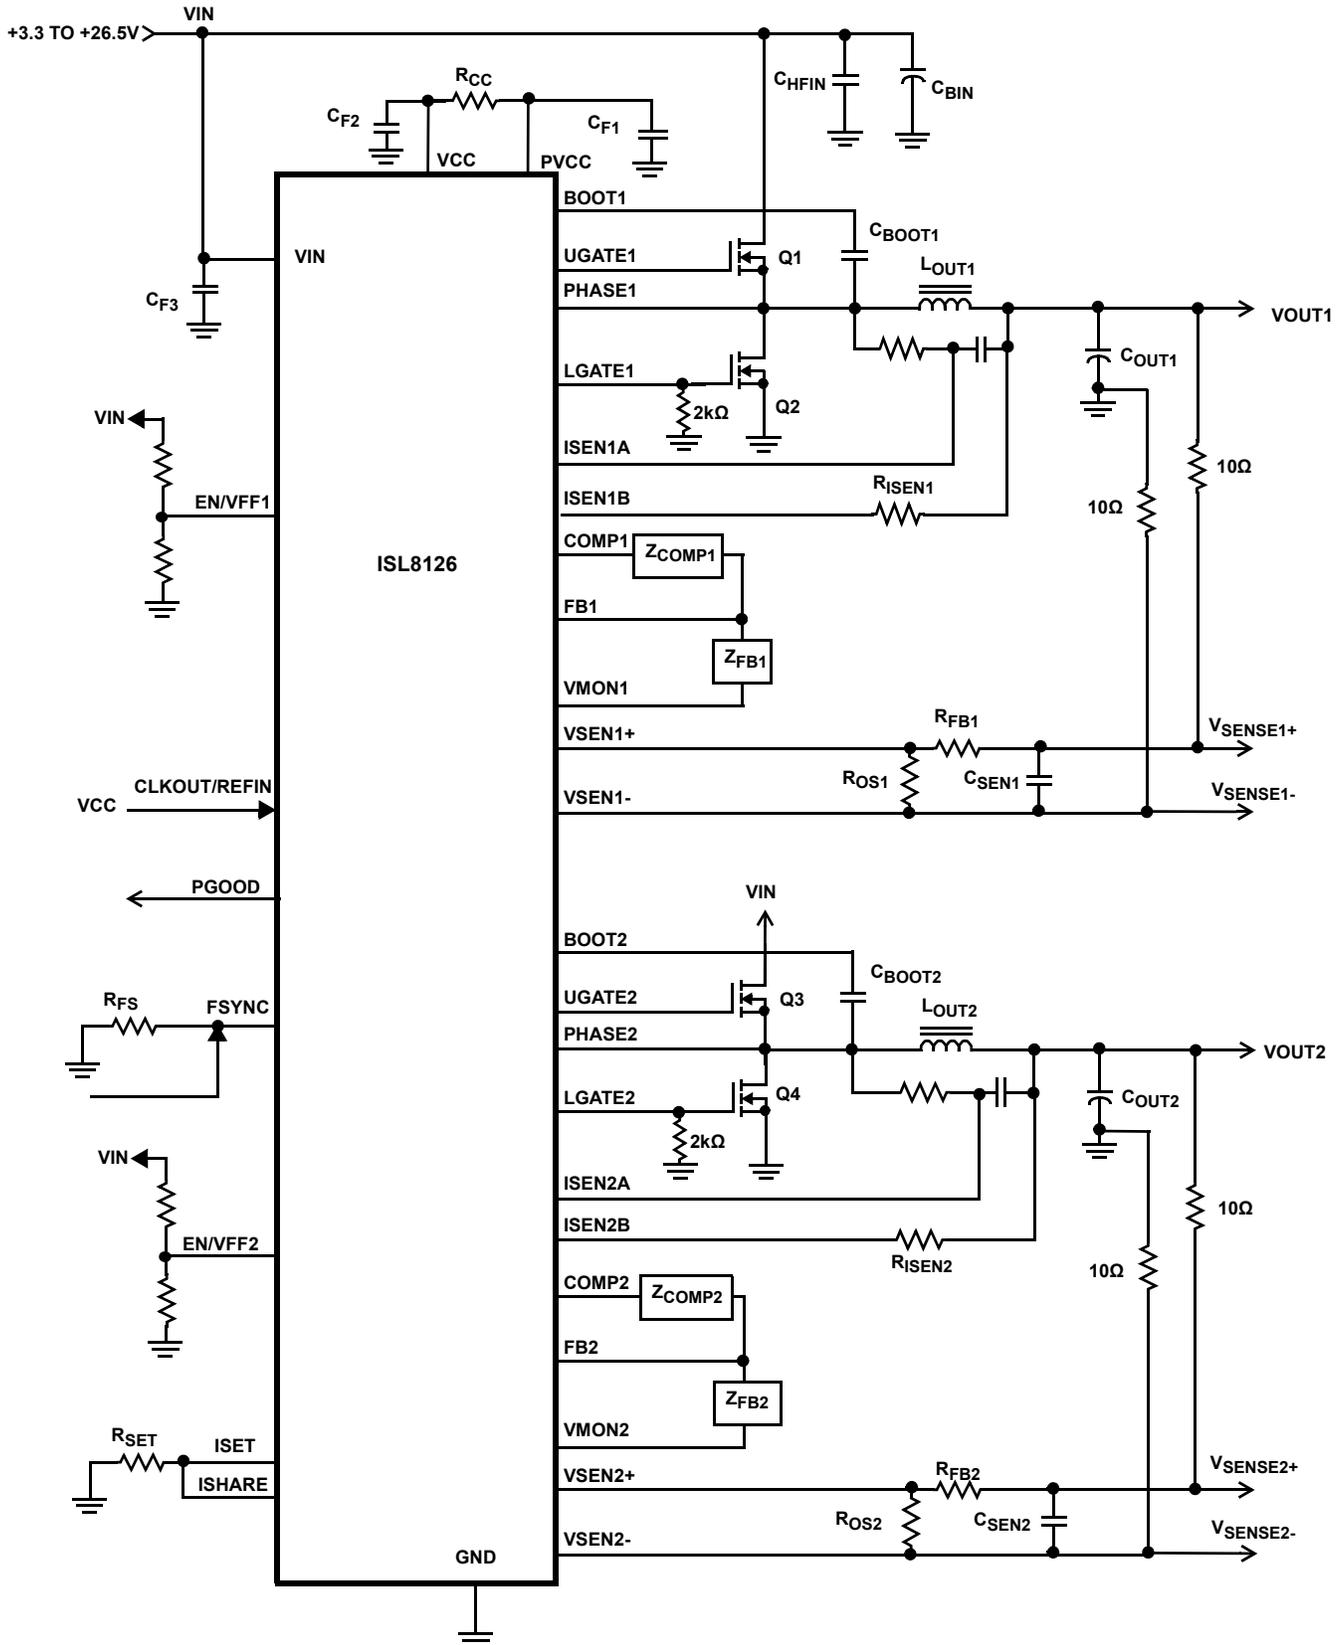 VIN
+3.3 TO +26.5V
RCC
CF2
CF1
CHFIN
CBIN
VCC
PVCC
BOOT1
CBOOT1
UGATE1
Q1
LOUT1
VIN
PHASE1
CF3
VOUT1
COUT1
LGATE1
Q2
2kΩ
VIN
ISEN1A
10Ω
RISEN1
ISEN1B
EN/VFF1
10Ω
COMP1
ZCOMP1
ISL8126
FB1
ZFB1
VMON1
RFB1
VSENSE1+
VSEN1+
ROS1
CSEN1
CLKOUT/REFIN
VCC
VSEN1-
VSENSE1-
PGOOD
VIN
BOOT2
CBOOT2
UGATE2
Q3
RFS
FSYNC
LOUT2
PHASE2
VOUT2
LGATE2
Q4
COUT2
2kΩ
VIN
ISEN2A
10Ω
ISEN2B
EN/VFF2
RISEN2
10Ω
COMP2
ZCOMP2
FB2
ZFB2
VMON2
RSET
ISET
ISHARE
VSEN2+
RFB2
VSENSE2+
ROS2
CSEN2
VSEN2-
VSENSE2-
GND